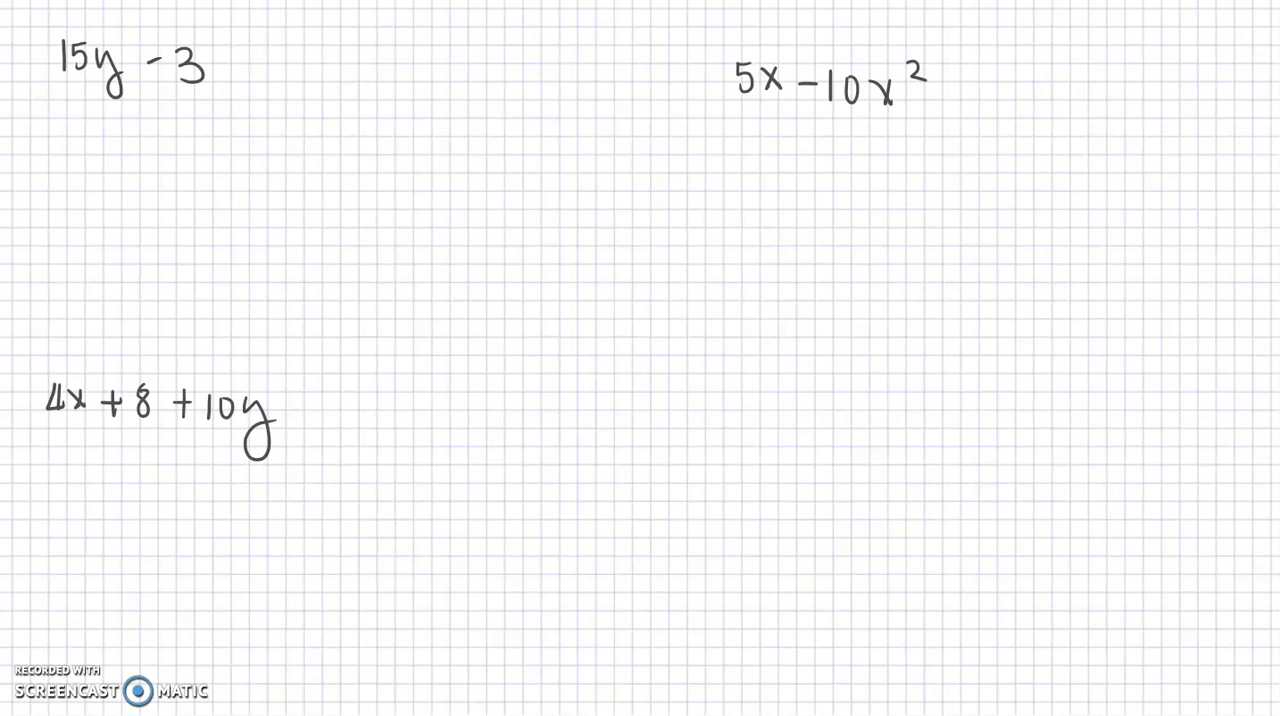 15y - 3
5x - 10x²
4x + 8 + 10y
RECORDED WITH
SCREENCAST MATIC